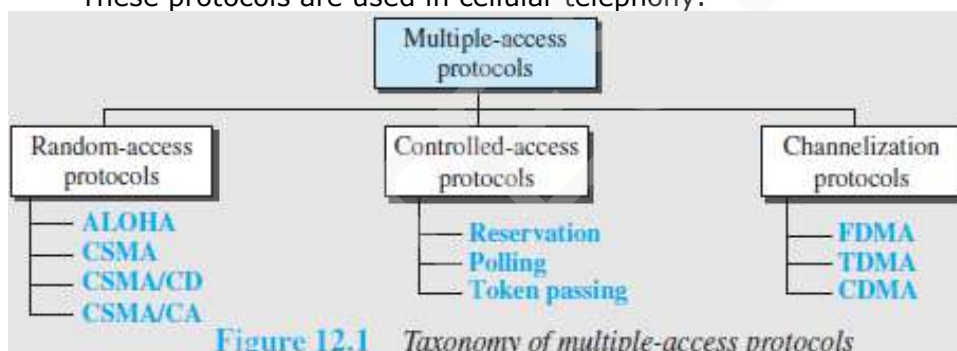 These protocols are used in cellular telephony.
Multiple-access
protocols
Random-access
protocols
Controlled-access
protocols
Channelization
protocols
ALOHA
CSMA
CSMA/CD
CSMA/CA
Reservation
Polling
Token passing
FDMA
TDMA
CDMA
Figure 12.1 Taxonomy of multiple-access protocols